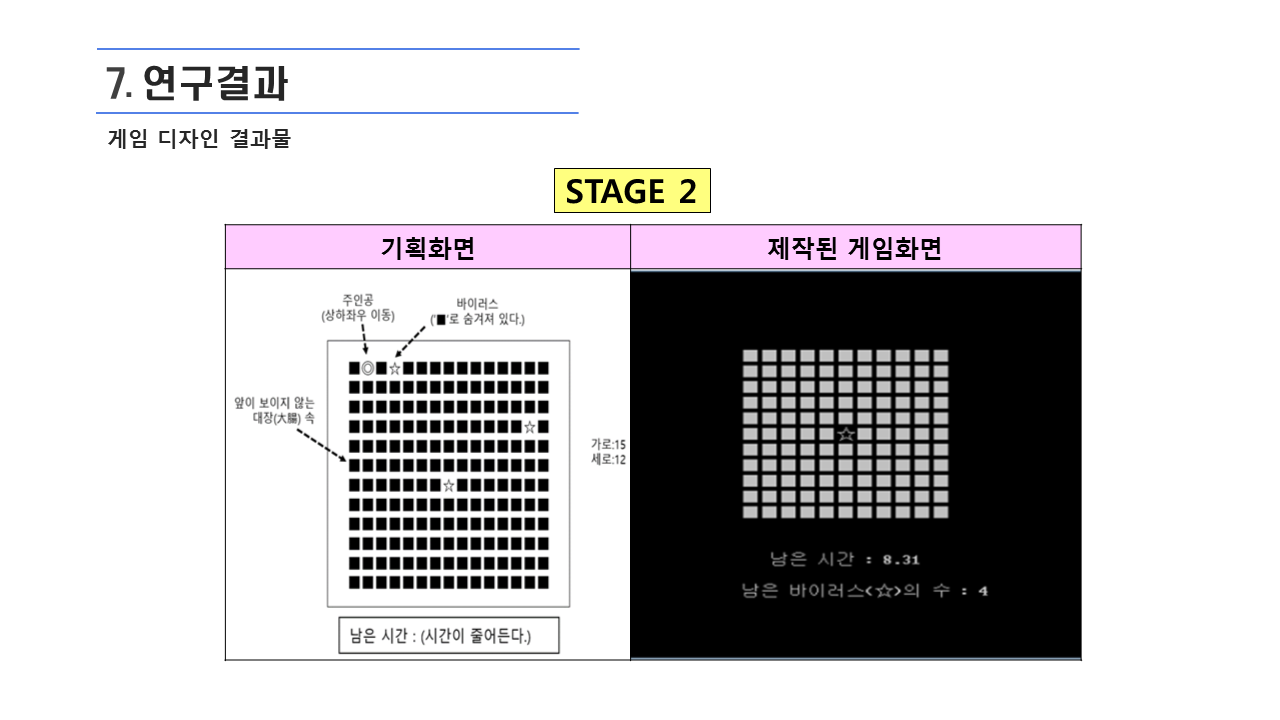 7. 연구결과
게임 디자인 결과물
STAGE 2
기획화면
제작된 게임화면
주인공
(상하좌우 이동)
바이러스
('■'로 숨겨져 있다.)
앞이 보이지 않는
대장(大腸) 속
가로:15
세로:12
남은 시간 : (시간이 줄어든다.)
남은 시간 : 8.31
남은 바이러스<☆>의 수 : 4